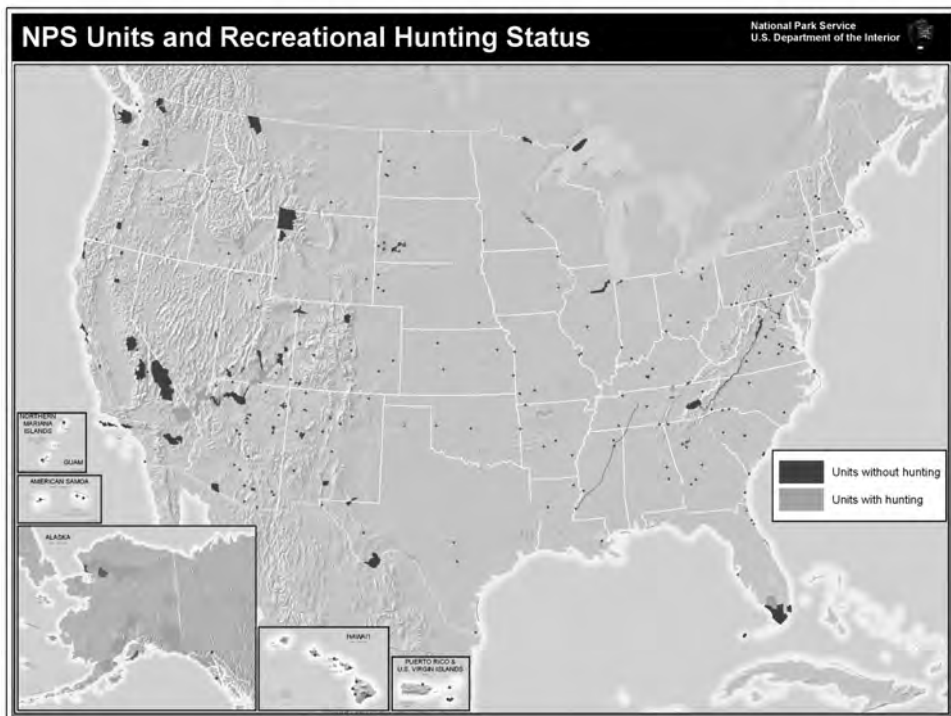 NPS Units and Recreational Hunting Status
National Park Service
U.S. Department of the Interior
NORTHERN
MARIANA
ISLANDS
GUAM
AMERICAN SAMOA
ALASKA
HAWAI'I
PUERTO RICO &
U.S. VIRGIN ISLANDS
Units without hunting
Units with hunting